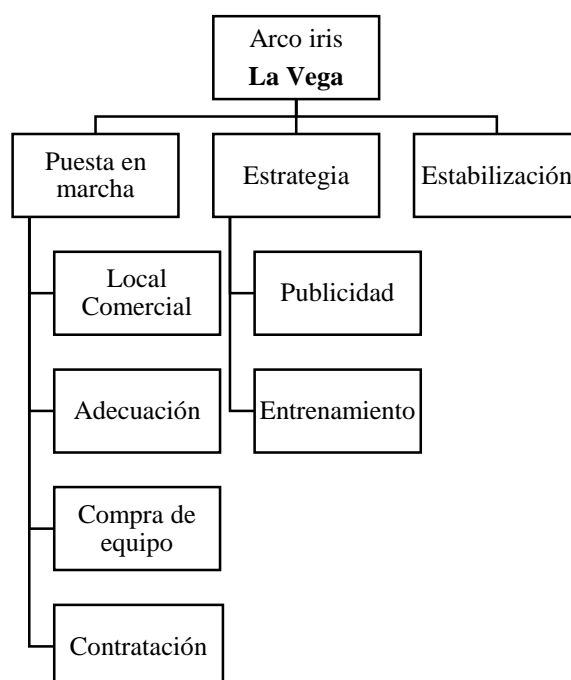 Arco iris
La Vega
Puesta en
marcha
Estrategia
Estabilización
Local
Comercial
Publicidad
Adecuación
Entrenamiento
Compra de
equipo
Contratación